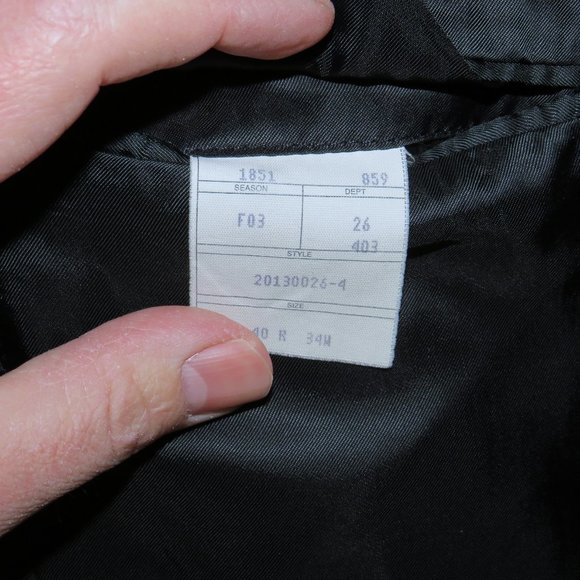 1851 859
SEASON DEPT
F03 26
403
STYLE
20130026-4
SIZE
40 R 34W